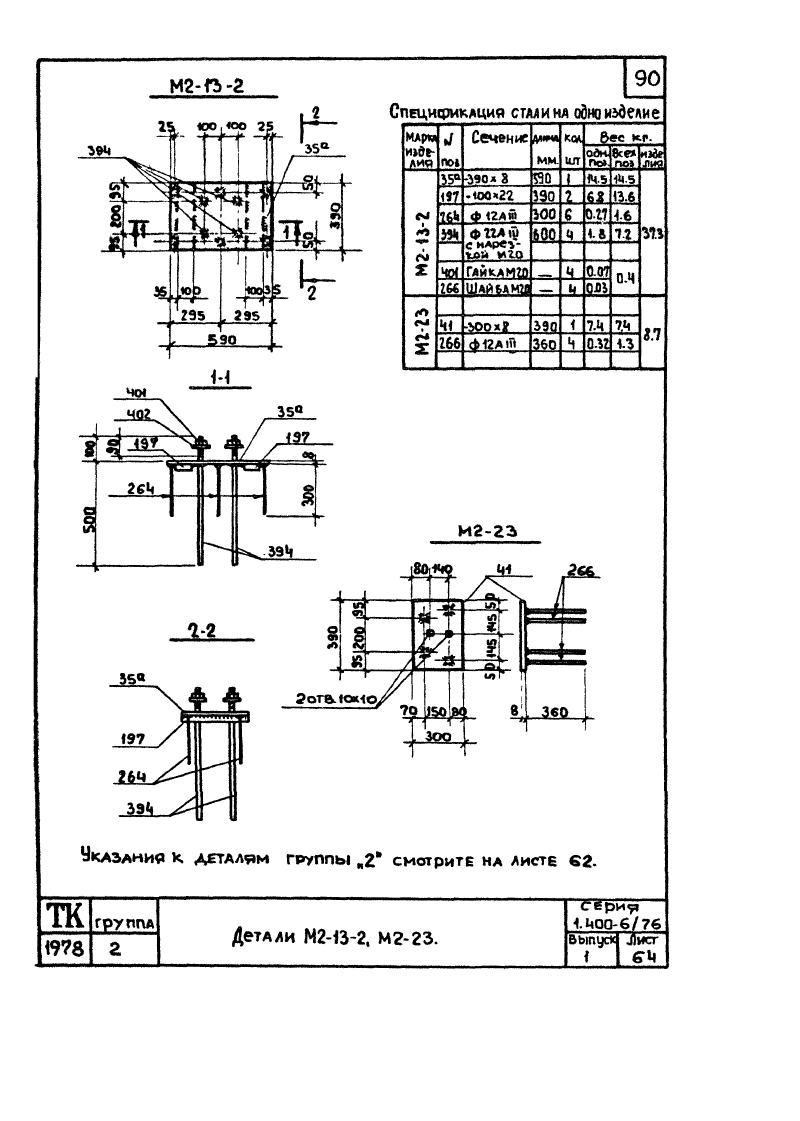 90
М2-13-2
Спецификация стали на одно изделие
Марка изделия | N поз | Сечение | длина мм. | кол. шт | Вес кг. одн. поз. | всех поз | изделия
М2-13-2
35а | -390×8 | 590 | 1 | 14.5 | 14.5
197 | -100×22 | 390 | 2 | 6.8 | 13.6
264 | ф 12АIII | 300 | 6 | 0.27 | 1.6
394 | ф 22АIV с нарезкой М20 | 600 | 4 | 1.8 | 7.2
401 | Гайка М20 | — | 4 | 0.07 | 0.4
266 | Шайба М20 | — | 4 | 0.03
37.3
М2-23
41 | -300×8 | 390 | 1 | 7.4 | 7.4
266 | ф 12АIII | 360 | 4 | 0.32 | 1.3
8.7
2
25 100 100 25
394
35а
95 200 95
50 50
390
1 1
35 100 100 35
2
295 295
590
1-1
401
402
35а
197
197
100 90
8
264
300
500
394
М2-23
80 140
41
266
95 200 95
390
50 145 145 50
2 отв. 10×10
70 150 80
300
8 360
2-2
35а
197
264
394
Указания к деталям группы „2" смотрите на листе 62.
ТК
1978
группа
2
Детали М2-13-2, М2-23.
Серия
1.400-6/76
Выпуск
1
Лист
64